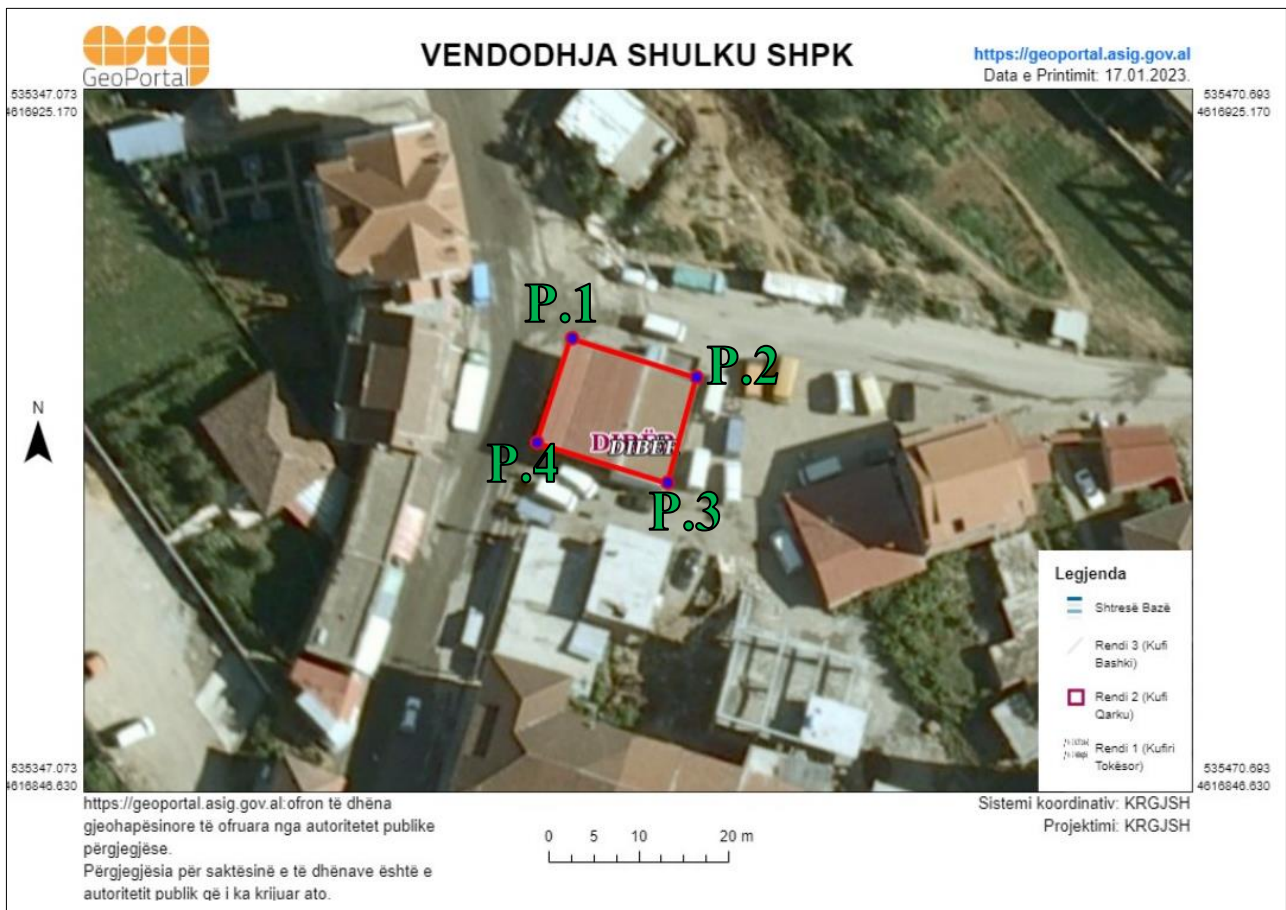 GeoPortal
VENDODHJA SHULKU SHPK
https://geoportal.asig.gov.al
Data e Printimit: 17.01.2023.
535347.073
4616925.170
535470.693
4616925.170
P.1
P.2
N
DIBËR
DIBËR
P.4
P.3
Legjenda
Shtresë Bazë
Rendi 3 (Kufi
Bashki)
Rendi 2 (Kufi
Qarku)
Rendi 1 (Kufiri
Tokësor)
535347.073
4616846.630
535470.693
4616846.630
https://geoportal.asig.gov.al:ofron të dhëna
gjeohapësinore të ofruara nga autoritetet publike
përgjegjëse.
Përgjegjësia për saktësinë e të dhënave është e
autoritetit publik që i ka krijuar ato.
0 5 10 20 m
Sistemi koordinativ: KRGJSH
Projektimi: KRGJSH